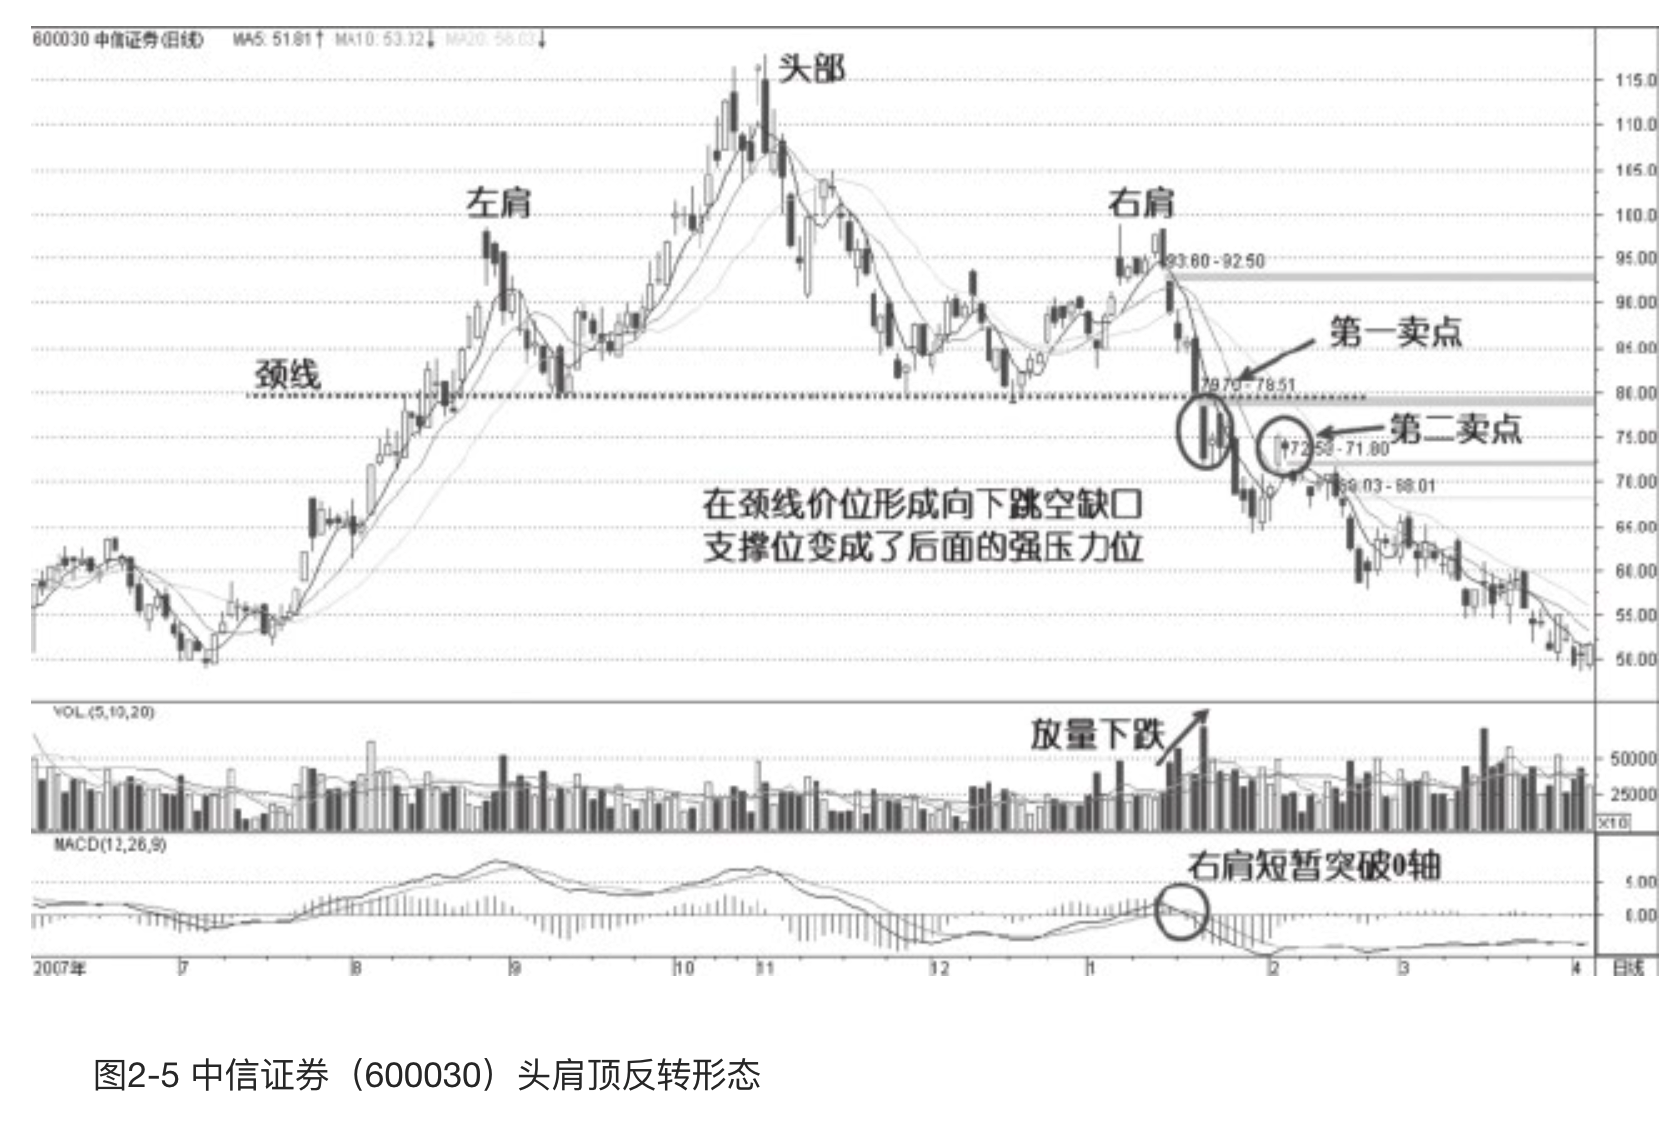 600030 中信证券(日线) MA5: 51.81↑ MA10: 53.32↓ MA20: 56.03↓
头部
115.0
110.0
105.0
左肩
右肩
100.0
93.60-92.50
95.00
90.00
第一卖点
85.00
颈线
79.70-78.51
80.00
第二卖点
75.00
72.58-71.80
70.00
69.03-68.01
在颈线价位形成向下跳空缺口
支撑位变成了后面的强压力位
65.00
60.00
55.00
50.00
VOL.(5,10,20)
放量下跌
50000
25000
X10
MACD(12,26,9)
右肩短暂突破0轴
5.00
0.00
2007年 7 8 9 10 11 12 1 2 3 4 日线
图2-5 中信证券（600030）头肩顶反转形态